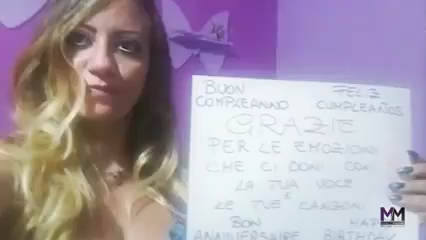 BUON FELIZ
COMPLEANNO CUMPLEAÑOS
GRAZIE
PER LE EMOZIONI
CHE CI DONI CON
LA TUA VOCE
E
LE TUE CANZONI
BON HAPPY
ANNIVERSAIRE BIRTHDAY
MM